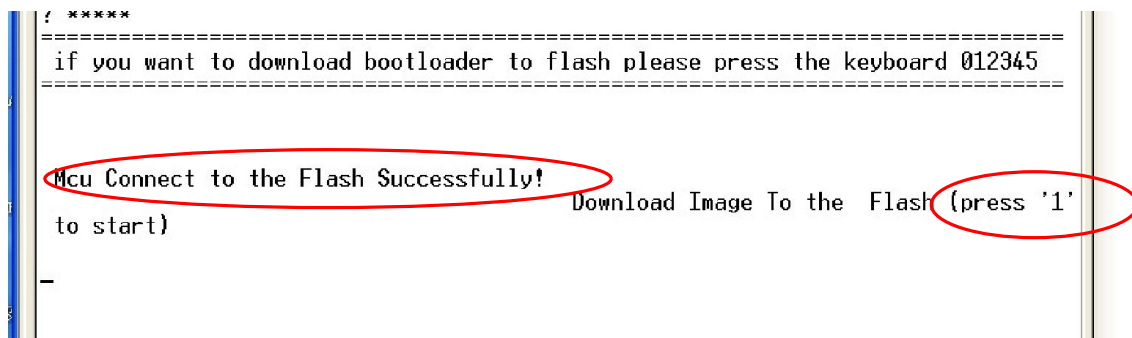 ? *****
===============================================================================
if you want to download bootloader to flash please press the keyboard 012345
===============================================================================
Mcu Connect to the Flash Successfully!
Download Image To the  Flash (press '1'
to start)
_